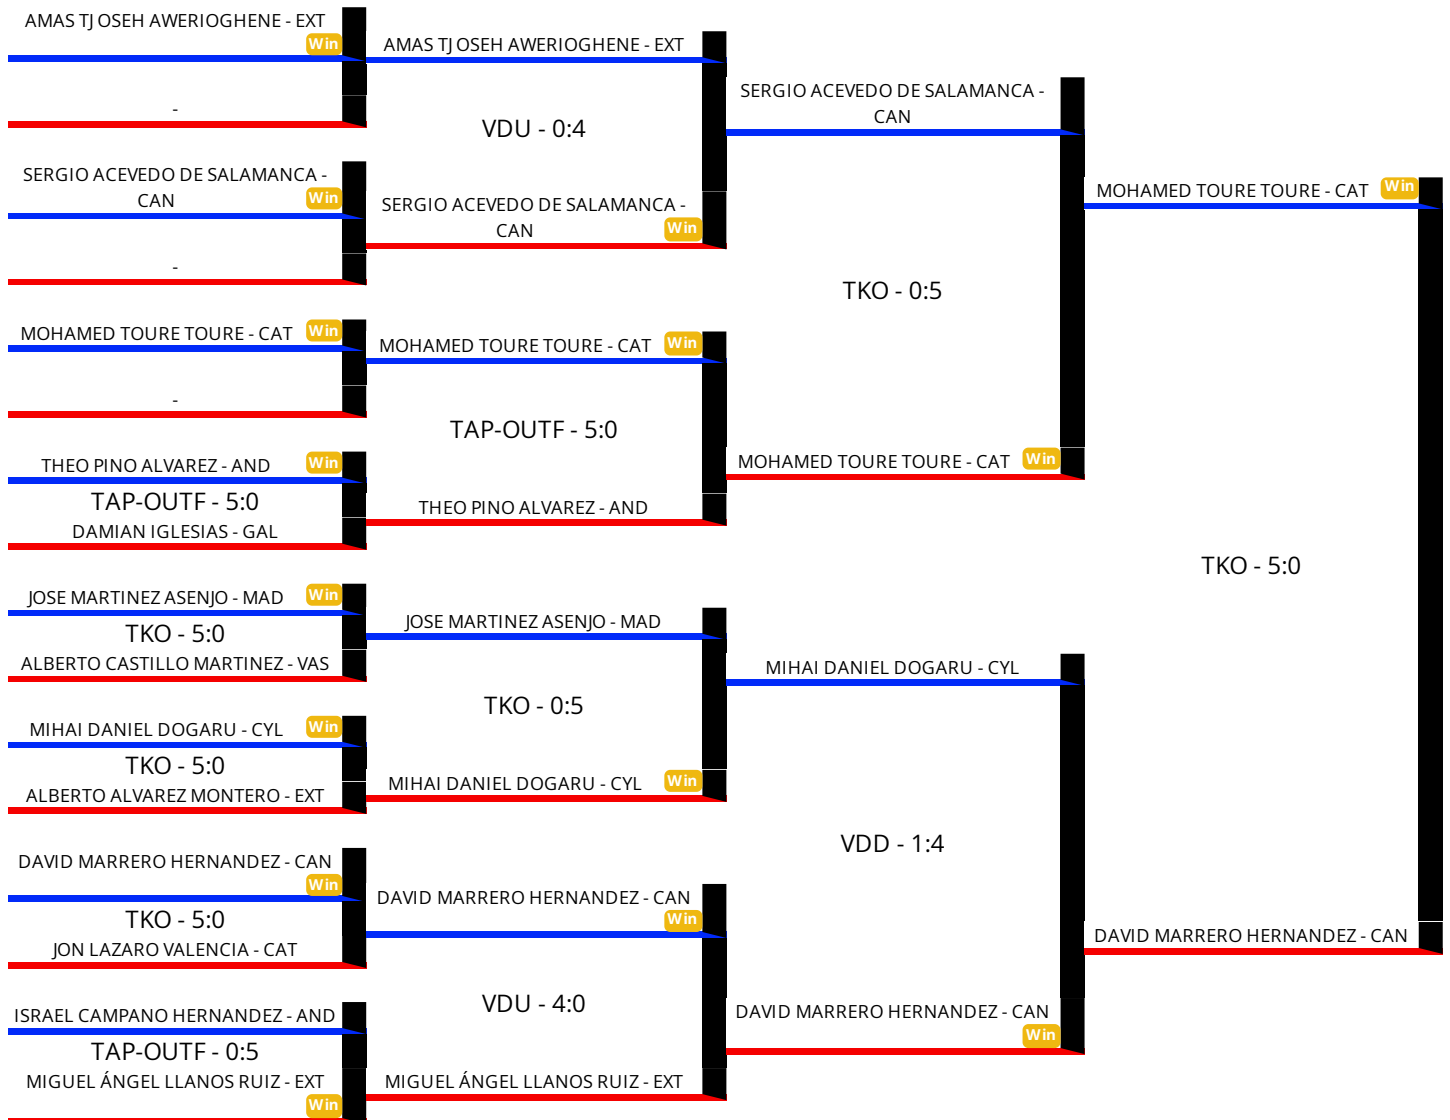 AMAS TJ OSEH AWERIOGHENE - EXT
Win
-
SERGIO ACEVEDO DE SALAMANCA -
CAN
Win
-
MOHAMED TOURE TOURE - CAT
Win
-
THEO PINO ALVAREZ - AND
Win
TAP-OUTF - 5:0
DAMIAN IGLESIAS - GAL
JOSE MARTINEZ ASENJO - MAD
Win
TKO - 5:0
ALBERTO CASTILLO MARTINEZ - VAS
MIHAI DANIEL DOGARU - CYL
Win
TKO - 5:0
ALBERTO ALVAREZ MONTERO - EXT
DAVID MARRERO HERNANDEZ - CAN
Win
TKO - 5:0
JON LAZARO VALENCIA - CAT
ISRAEL CAMPANO HERNANDEZ - AND
TAP-OUTF - 0:5
MIGUEL ÁNGEL LLANOS RUIZ - EXT
Win
AMAS TJ OSEH AWERIOGHENE - EXT
VDU - 0:4
SERGIO ACEVEDO DE SALAMANCA -
CAN
Win
MOHAMED TOURE TOURE - CAT
Win
TAP-OUTF - 5:0
THEO PINO ALVAREZ - AND
JOSE MARTINEZ ASENJO - MAD
TKO - 0:5
MIHAI DANIEL DOGARU - CYL
Win
DAVID MARRERO HERNANDEZ - CAN
Win
VDU - 4:0
MIGUEL ÁNGEL LLANOS RUIZ - EXT
SERGIO ACEVEDO DE SALAMANCA -
CAN
TKO - 0:5
MOHAMED TOURE TOURE - CAT
Win
MIHAI DANIEL DOGARU - CYL
VDD - 1:4
DAVID MARRERO HERNANDEZ - CAN
Win
MOHAMED TOURE TOURE - CAT
Win
TKO - 5:0
DAVID MARRERO HERNANDEZ - CAN